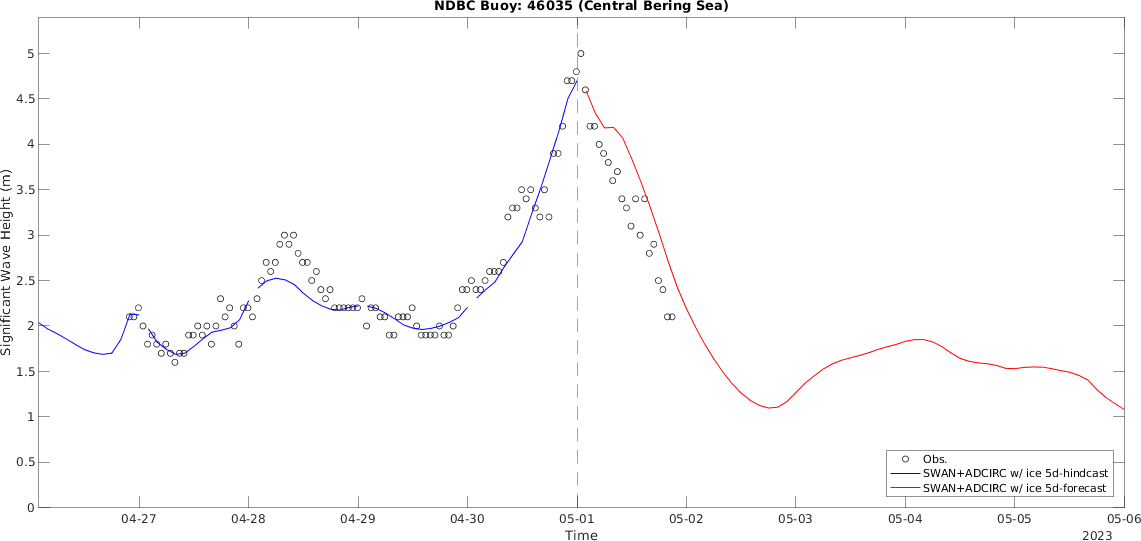 NDBC Buoy: 46035 (Central Bering Sea)
Significant Wave Height (m)
5
4.5
4
3.5
3
2.5
2
1.5
1
0.5
0
Obs.
SWAN+ADCIRC w/ ice 5d-hindcast
SWAN+ADCIRC w/ ice 5d-forecast
04-27 04-28 04-29 04-30 05-01 05-02 05-03 05-04 05-05 05-06
Time
2023